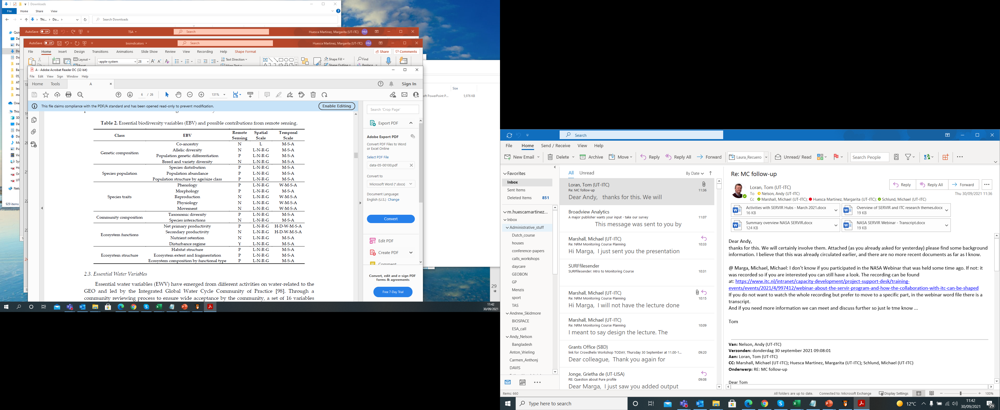 Downloads
File Home Share View
Thi... Do... Search Downloads
Quic
De
Pic
Do
Do
co
Ba
05_
AT
lec
ma
One
This
3D
De
Do
Do
Mu
Pic
Vic
Sys
Ho
Or
UT
Netw
929 items
AutoSave Off TSA Search Huesca Martinez, Margarita (UT-ITC) HM
AutoSave Off bioindicators Search Huesca Martinez, Margarita (UT-ITC) HM
File Home Insert Design Transitions Animations Slide Show Review View Recording Help Shape Format Share Comments
Layout -apple-system 28 Text Direction Shape Fill Find
Reset Align Text Shape Outline Replace
A - Adobe Acrobat Reader DC (32-bit)
File Edit View Sign Window Help
Home Tools A Sign In
6 / 26 131%
This file claims compliance with the PDF/A standard and has been opened read-only to prevent modification. Enable Editing
Table 2. Essential biodiversity variables (EBV) and possible contributions from remote sensing.
Class EBV Remote Sensing Spatial Scale Temporal Scale
Genetic composition
Co-ancestry N L M-S-A
Allelic diversity N L-N-R-G M-S-A
Population genetic differentiation P L-N-R-G M-S-A
Breed and variety diversity N L-N-R-G M-S-A
Species population
Species distribution P L-N-R-G M-S-A
Population abundance P L-N-R-G M-S-A
Population structure by age/size class P L-N-R-G M-S-A
Species traits
Phenology P L-N-R-G W-M-S-A
Morphology P L-N-R-G M-S-A
Reproduction N L-N-R-G W-M-S-A
Physiology N L-N-R-G W-M-S-A
Movement N L-N-R-G W-M-S-A
Community composition
Taxonomic diversity P L-N-R-G M-S-A
Species interactions N L-N-R-G M-S-A
Ecosystem functions
Net primary productivity P L-N-R-G H-D-W-M-S-A
Secondary productivity N L-N-R-G H-D-W-M-S-A
Nutrient retention N L-N-R-G M-S-A
Disturbance regime Y L-N-R-G M-S-A
Ecosystem structure
Habitat structure P L-N-R-G M-S-A
Ecosystem extent and fragmentation P L-N-R-G M-S-A
Ecosystem composition by functional type P L-N-R-G M-S-A
2.3. Essential Water Variables
Essential water variables (EWV) have emerged from different activities on water-related to the
GEO and led by the Integrated Global Water Cycle Community of Practice [98]. Through a
community reviewing process to ensure wide acceptance by the community, a set of 16 variables
Search 'Crop Page'
Export PDF
Adobe Export PDF
Convert PDF Files to Word
or Excel Online
Select PDF File
data-05-00100.pdf
Convert to
Microsoft Word (*.docx)
Document Language:
English (U.S.) Change
Convert
Edit PDF
Create PDF
Comment
Convert, edit and e-sign PDF
forms & agreements
Free 7-Day Trial
Size
oft PowerPoint P... 5,976 KB
29
11:42
30/09/2021
Search
File Home Send / Receive View Help
New Email Delete Archive Move Reply Reply All Forward Laura_Recuero Unread/ Read Search People
Favorites
Inbox
Sent Items
Deleted Items 851
m.huescamartinez...
Inbox
Administrative_stuff
Dutch_course
houses
conference-papers
calls_workshops
daycare
GEOBON
GP
Menzis
sport
TAS
Andrew_Skidmore
BIOSPACE
ESA_call
Andy_Nelson
Bangladesh
Anton_Vrieling
Carmen_Anthonj
DAVIS
All Unread By Date
Loran, Tom (UT-ITC)
Re: MC follow-up 11:36
Dear Andy, thanks for this. We will
Broadview Analytics
A major publisher wants your input - take our survey 11:07
This message was sent to you by
Marshall, Michael (UT-ITC)
Re: NRM Monitoring Course Planning 10:33
Hi Marga, I just sent you the presentation
SURFfilesender
SURFfilesender: Intro to Monitoring Course 10:31
Marshall, Michael (UT-ITC)
Re: NRM Monitoring Course Planning 10:15
Hi Marga, I will not have the lecture done
Marshall, Michael (UT-ITC)
Re: NRM Monitoring Course Planning 10:09
I meant to say design the lecture. The
Grants Office (SBD)
link for Crowdhelix Workshop TODAY, Thursday 30 September at 11.00-1... 09:20
Dear colleague, Thank you again for
Jonge, Grietha de (UT-LISA)
RE: Question about Pure profile 09:08
Dear Marga, I just saw you added output
Re: MC follow-up
Loran, Tom (UT-ITC) Reply Reply All Forward
To Nelson, Andy (UT-ITC) Thu 30/09/2021 11:36
Cc Marshall, Michael (UT-ITC); Huesca Martinez, Margarita (UT-ITC); Schlund, Michael (UT-ITC)
Activities with SERVIR Hubs - March 2021.docx
16 KB
Overview of SERVIR and ITC research themes.docx
19 KB
Summary overview NASA SERVIR.docx
124 KB
NASA SERVIR Webinar - Transcript.docx
19 KB
Dear Andy,
thanks for this. We will certainly involve them. Attached (as you already asked for yesterday) please find some background
information. I believe that this was already circulated earlier, and there are no more recent documents as far as I know.
@ Marga, Michael, Michael: I don't know if you participated in the NASA Webinar that was held some time ago. If not: it
was recorded so if you are interested you can still have a look. The recording can be found
at: https://www.itc.nl/intranet/capacity-development/project-support-desk/training-
events/events/2021/4/997412/webinar-about-the-servir-program-and-how-the-collaboration-with-itc-can-be-shaped
If you do not want to watch the whole recording but prefer to move to a specific part, in the webinar word file there is a
transcript.
And if you need more information we can meet and discuss further so just le tme know ...
Tom
Van: Nelson, Andy (UT-ITC)
Verzonden: donderdag 30 september 2021 09:08:01
Aan: Loran, Tom (UT-ITC)
CC: Marshall, Michael (UT-ITC); Huesca Martinez, Margarita (UT-ITC); Schlund, Michael (UT-ITC)
Onderwerp: RE: MC follow-up
Dear Tom
Items: 660 All folders are up to date. Connected to: Microsoft Exchange Display Settings 100%
Type here to search 12°C 11:42
30/09/2021 29